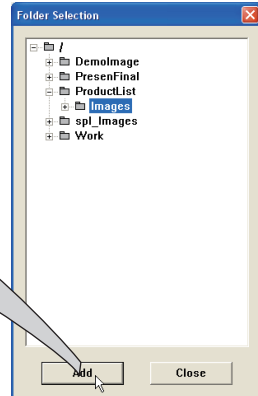 Folder Selection
/
DemoImage
PresenFinal
ProductList
Images
spl_Images
Work
Add
Close